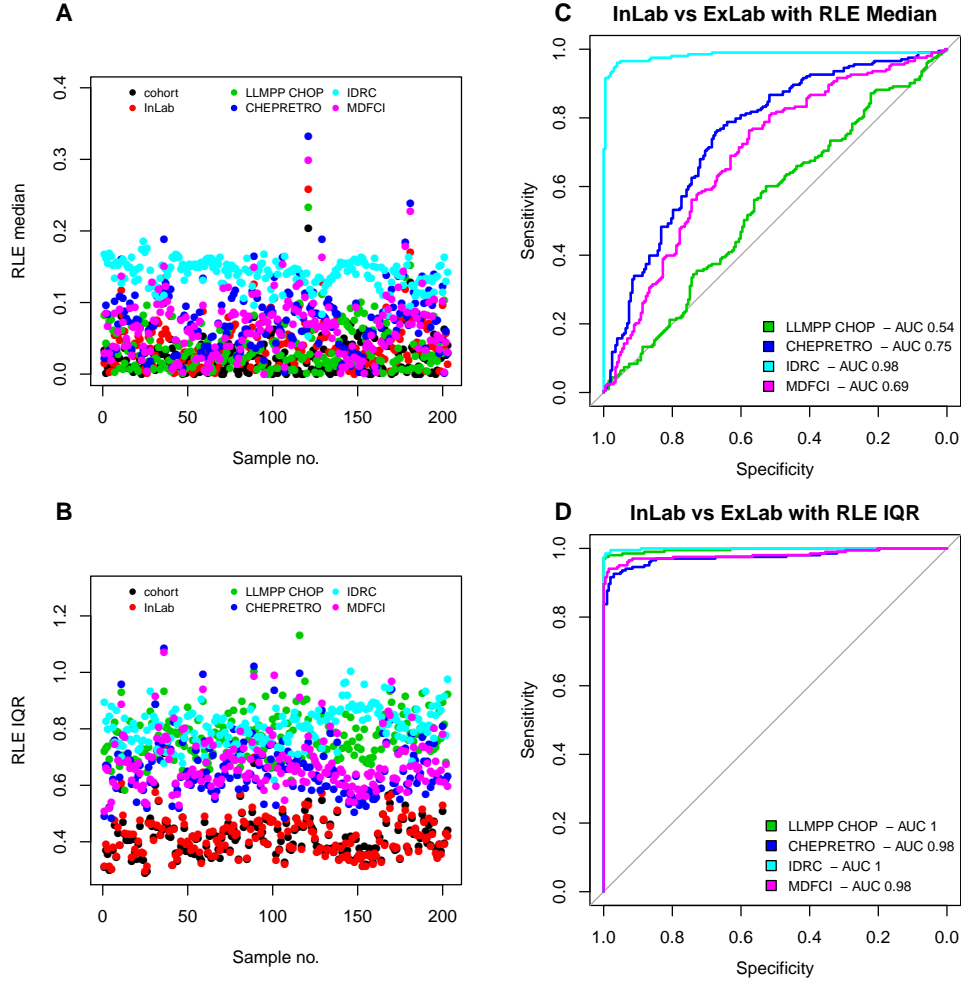 A
cohort LLMPP CHOP IDRC
InLab CHEPRETRO MDFCI
RLE median
0.4
0.3
0.2
0.1
0.0
0 50 100 150 200
Sample no.
C InLab vs ExLab with RLE Median
Sensitivity
1.0
0.8
0.6
0.4
0.2
0.0
LLMPP CHOP – AUC 0.54
CHEPRETRO – AUC 0.75
IDRC – AUC 0.98
MDFCI – AUC 0.69
1.0 0.8 0.6 0.4 0.2 0.0
Specificity
B
cohort LLMPP CHOP IDRC
InLab CHEPRETRO MDFCI
RLE IQR
1.2
1.0
0.8
0.6
0.4
0 50 100 150 200
Sample no.
D InLab vs ExLab with RLE IQR
Sensitivity
1.0
0.8
0.6
0.4
0.2
0.0
LLMPP CHOP – AUC 1
CHEPRETRO – AUC 0.98
IDRC – AUC 1
MDFCI – AUC 0.98
1.0 0.8 0.6 0.4 0.2 0.0
Specificity